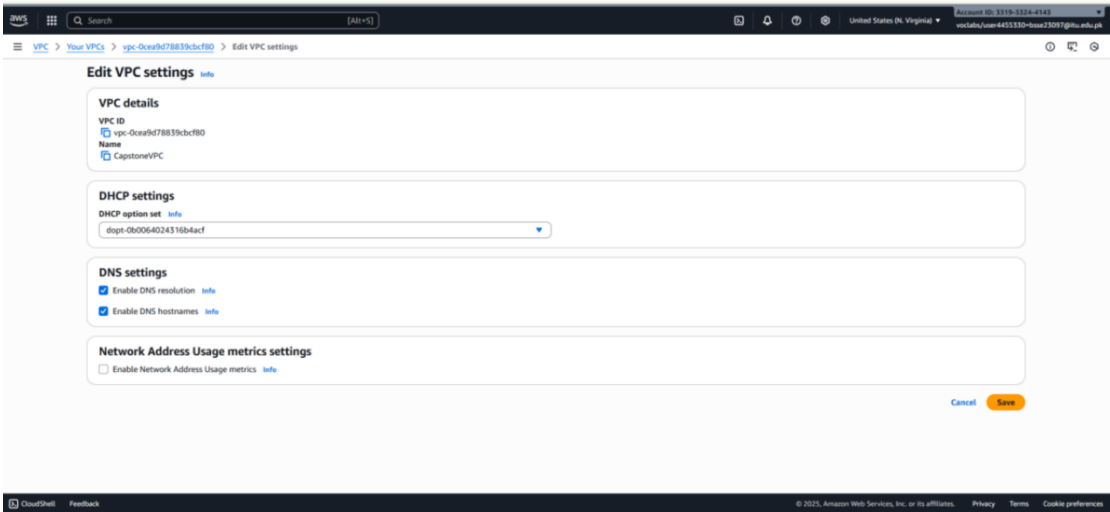 aws Search [Alt+S] United States (N. Virginia) Account ID: 3319-3324-4143
voclabs/user4455330=bsse23097@itu.edu.pk
VPC > Your VPCs > vpc-0cea9d78839cbcf80 > Edit VPC settings
Edit VPC settings Info
VPC details
VPC ID
vpc-0cea9d78839cbcf80
Name
CapstoneVPC
DHCP settings
DHCP option set Info
dopt-0b0064024316b4acf
DNS settings
Enable DNS resolution Info
Enable DNS hostnames Info
Network Address Usage metrics settings
Enable Network Address Usage metrics Info
Cancel Save
CloudShell Feedback © 2025, Amazon Web Services, Inc. or its affiliates. Privacy Terms Cookie preferences